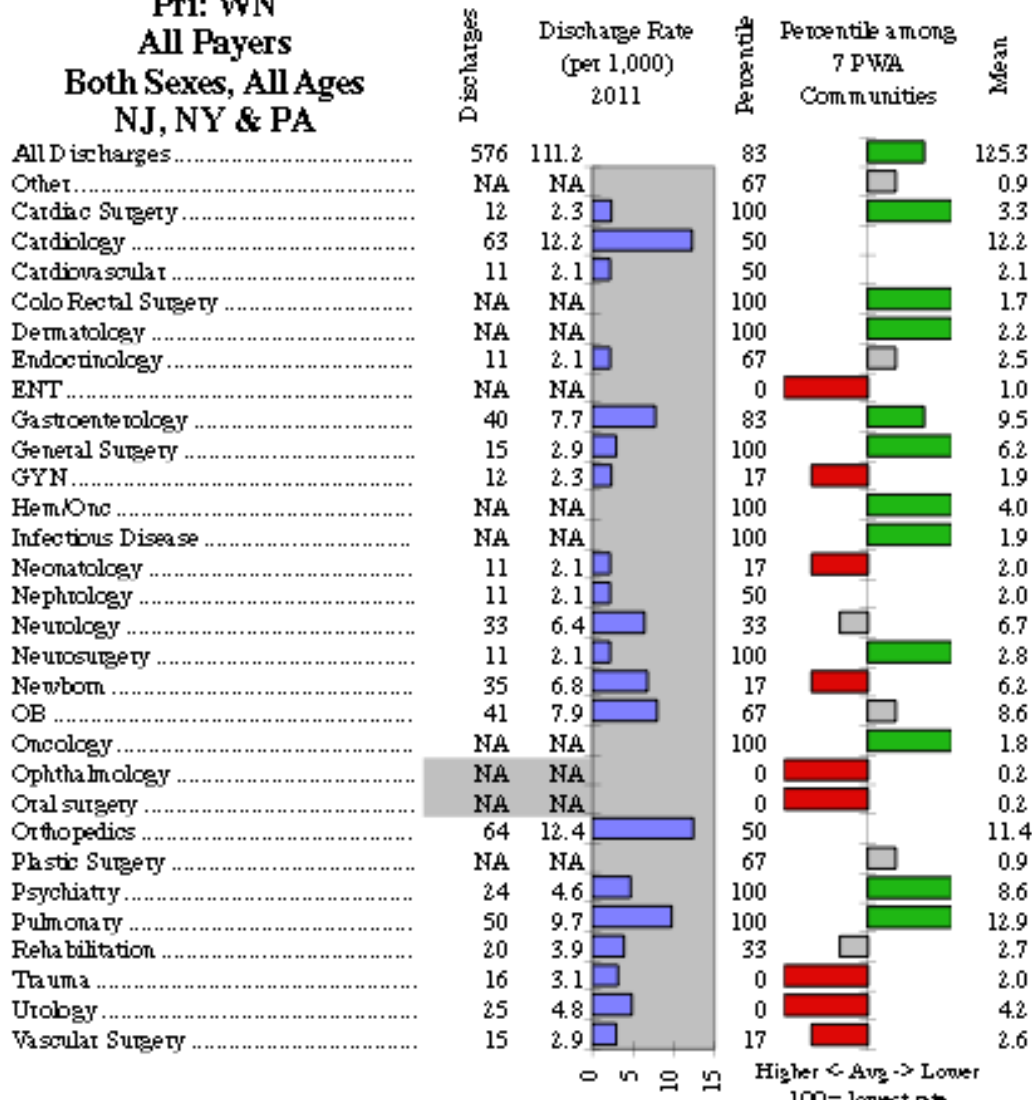 Pri: WN
All Payers
Both Sexes, All Ages
NJ, NY & PA
Discharges
Discharge Rate
(per 1,000)
2011
Percentile
Percentile among
7 PWA
Communities
Mean
All Discharges 576 111.2 83 125.3
Other NA NA 67 0.9
Cardiac Surgery 12 2.3 100 3.3
Cardiology 63 12.2 50 12.2
Cardiovascular 11 2.1 50 2.1
Colo Rectal Surgery NA NA 100 1.7
Dermatology NA NA 100 2.2
Endocrinology 11 2.1 67 2.5
ENT NA NA 0 1.0
Gastroenterology 40 7.7 83 9.5
General Surgery 15 2.9 100 6.2
GYN 12 2.3 17 1.9
Hem/Onc NA NA 100 4.0
Infectious Disease NA NA 100 1.9
Neonatology 11 2.1 17 2.0
Nephrology 11 2.1 50 2.0
Neurology 33 6.4 33 6.7
Neurosurgery 11 2.1 100 2.8
Newborn 35 6.8 17 6.2
OB 41 7.9 67 8.6
Oncology NA NA 100 1.8
Ophthalmology NA NA 0 0.2
Oral surgery NA NA 0 0.2
Orthopedics 64 12.4 50 11.4
Plastic Surgery NA NA 67 0.9
Psychiatry 24 4.6 100 8.6
Pulmonary 50 9.7 100 12.9
Rehabilitation 20 3.9 33 2.7
Trauma 16 3.1 0 2.0
Urology 25 4.8 0 4.2
Vascular Surgery 15 2.9 17 2.6
0 5 10 15
Higher <- Avg -> Lower
100= lowest rate